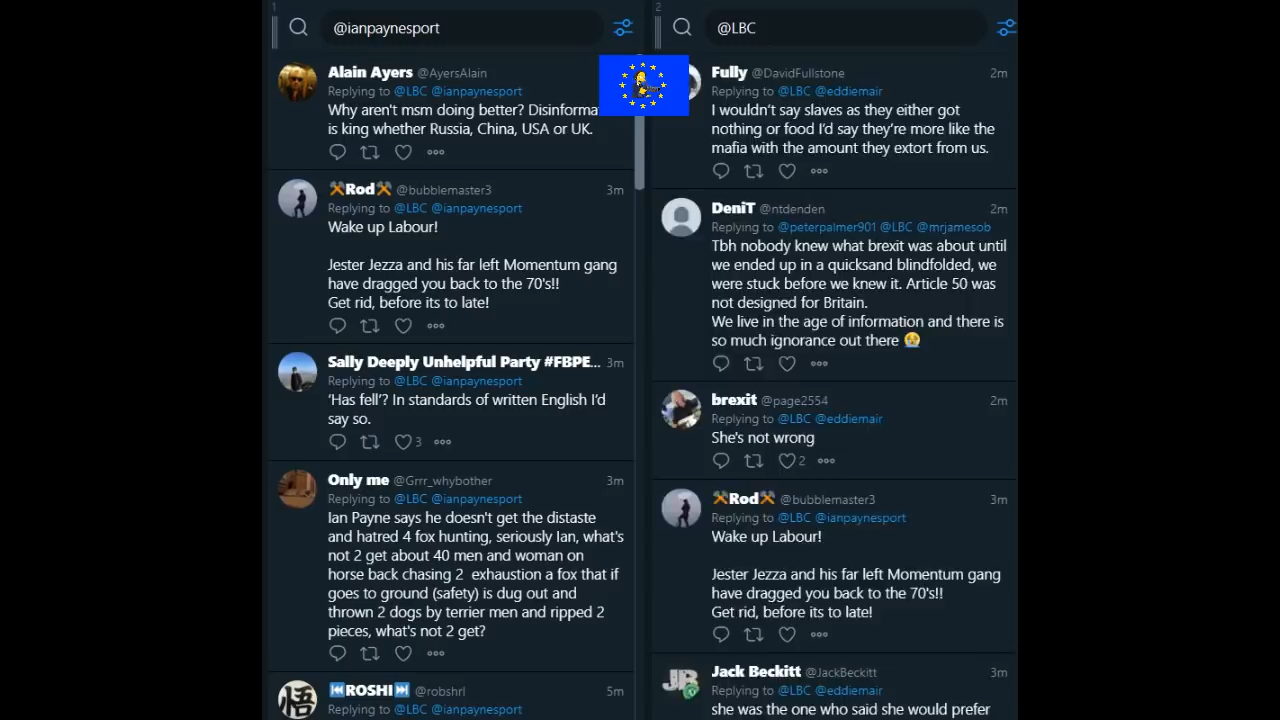 1
@ianpaynesport
Alain Ayers @AyersAlain
Replying to @LBC @ianpaynesport
Why aren't msm doing better? Disinforma
is king whether Russia, China, USA or UK.
⚒Rod⚒ @bubblemaster3 3m
Replying to @LBC @ianpaynesport
Wake up Labour!
Jester Jezza and his far left Momentum gang
have dragged you back to the 70's!!
Get rid, before its to late!
Sally Deeply Unhelpful Party #FBPE... 3m
Replying to @LBC @ianpaynesport
‘Has fell’? In standards of written English I’d
say so.
3
Only me @Grrr_whybother 3m
Replying to @LBC @ianpaynesport
Ian Payne says he doesn't get the distaste
and hatred 4 fox hunting, seriously Ian, what's
not 2 get about 40 men and woman on
horse back chasing 2 exhaustion a fox that if
goes to ground (safety) is dug out and
thrown 2 dogs by terrier men and ripped 2
pieces, what's not 2 get?
⏮ROSHI⏭ @robshrl 5m
Replying to @LBC @ianpaynesport
2
@LBC
Fully @DavidFullstone 2m
Replying to @LBC @eddiemair
I wouldn’t say slaves as they either got
nothing or food I’d say they’re more like the
mafia with the amount they extort from us.
DeniT @ntdenden 2m
Replying to @peterpalmer901 @LBC @mrjamesob
Tbh nobody knew what brexit was about until
we ended up in a quicksand blindfolded, we
were stuck before we knew it. Article 50 was
not designed for Britain.
We live in the age of information and there is
so much ignorance out there 😭
brexit @page2554 2m
Replying to @LBC @eddiemair
She's not wrong
2
⚒Rod⚒ @bubblemaster3 3m
Replying to @LBC @ianpaynesport
Wake up Labour!
Jester Jezza and his far left Momentum gang
have dragged you back to the 70's!!
Get rid, before its to late!
Jack Beckitt @JackBeckitt 3m
Replying to @LBC @eddiemair
she was the one who said she would prefer